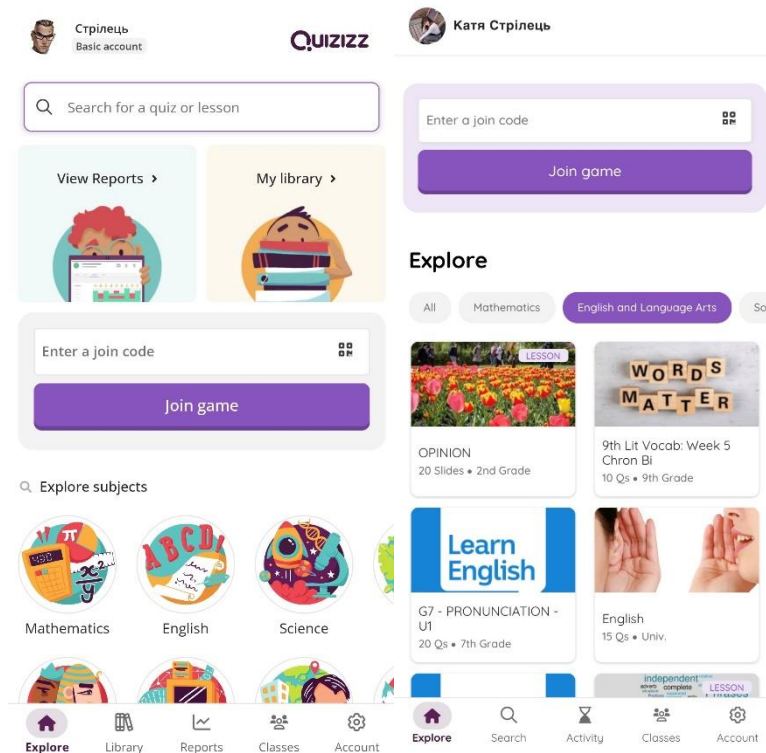 Стрілець
Basic account
QUIZIZZ
Search for a quiz or lesson
View Reports >
My library >
Enter a join code
Join game
Explore subjects
π
x²
y
ABCD
Mathematics
English
Science
Explore
Library
Reports
Classes
Account
Катя Стрілець
Enter a join code
Join game
Explore
All
Mathematics
English and Language Arts
So
LESSON
WORDS
MATTER
OPINION
20 Slides • 2nd Grade
9th Lit Vocab: Week 5
Chron Bi
10 Qs • 9th Grade
Learn
English
G7 - PRONUNCIATION -
U1
20 Qs • 7th Grade
English
15 Qs • Univ.
independent
adverb complete
LESSON
Explore
Search
Activity
Classes
Account